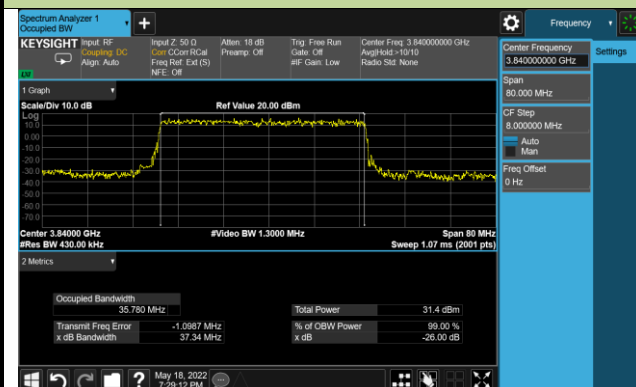 Spectrum Analyzer 1
Occupied BW
+
Frequency
KEYSIGHT
Input: RF
Coupling: DC
Align: Auto
Input Z: 50 Ω
Corr CCorr RCal
Freq Ref: Ext (S)
NFE: Off
Atten: 18 dB
Preamp: Off
Trig: Free Run
Gate: Off
#IF Gain: Low
Center Freq: 3.840000000 GHz
Avg|Hold:>10/10
Radio Std: None
Center Frequency
3.840000000 GHz
Settings
Span
80.000 MHz
CF Step
8.000000 MHz
Auto
Man
Freq Offset
0 Hz
1 Graph
Scale/Div 10.0 dB
Ref Value 20.00 dBm
Log
10.0
0.00
-10.0
-20.0
-30.0
-40.0
-50.0
-60.0
-70.0
Center 3.84000 GHz
#Video BW 1.3000 MHz
Span 80 MHz
#Res BW 430.00 kHz
Sweep 1.07 ms (2001 pts)
2 Metrics
Occupied Bandwidth
35.780 MHz
Total Power
31.4 dBm
Transmit Freq Error
-1.0987 MHz
% of OBW Power
99.00 %
x dB Bandwidth
37.34 MHz
x dB
-26.00 dB
?
May 18, 2022
7:29:12 PM